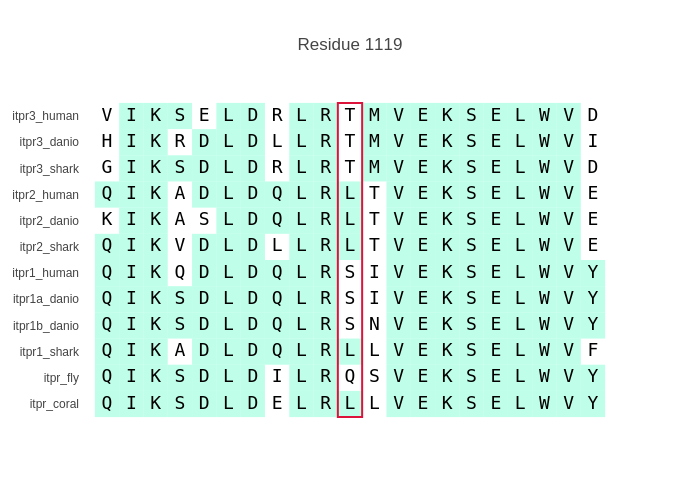 Residue 1119
itpr3_human V I K S E L D R L R T M V E K S E L W V D
itpr3_danio H I K R D L D L L R T M V E K S E L W V I
itpr3_shark G I K S D L D R L R T M V E K S E L W V D
itpr2_human Q I K A D L D Q L R L T V E K S E L W V E
itpr2_danio K I K A S L D Q L R L T V E K S E L W V E
itpr2_shark Q I K V D L D L L R L T V E K S E L W V E
itpr1_human Q I K Q D L D Q L R S I V E K S E L W V Y
itpr1a_danio Q I K S D L D Q L R S I V E K S E L W V Y
itpr1b_danio Q I K S D L D Q L R S N V E K S E L W V Y
itpr1_shark Q I K A D L D Q L R L L V E K S E L W V F
itpr_fly Q I K S D L D I L R Q S V E K S E L W V Y
itpr_coral Q I K S D L D E L R L L V E K S E L W V Y